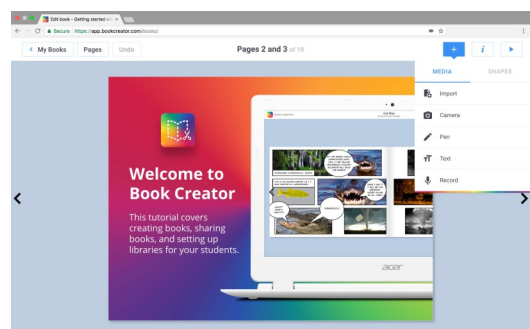 Edit book - Getting started wit
Secure https://app.bookcreator.com/books/
My Books
Pages
Undo
Pages 2 and 3 of 19
MEDIA
SHAPES
Import
Camera
Pen
Text
Record
Welcome to
Book Creator
This tutorial covers
creating books, sharing
books, and setting up
libraries for your students.
acer